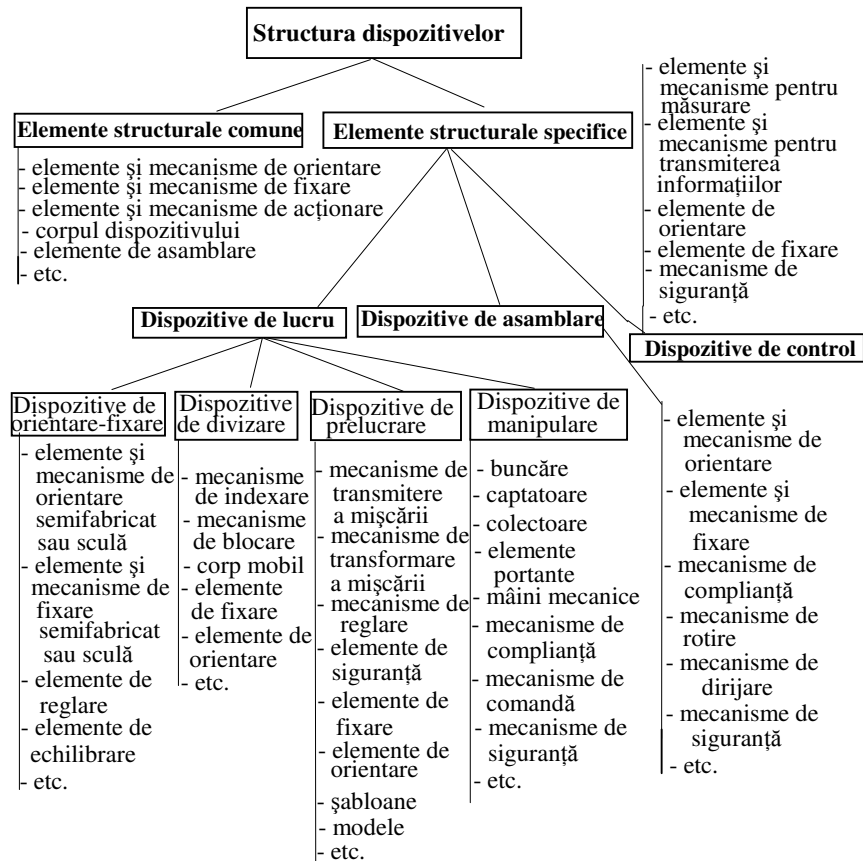 Structura dispozitivelor
Elemente structurale comune
- elemente şi mecanisme de orientare
- elemente şi mecanisme de fixare
- elemente şi mecanisme de acționare
- corpul dispozitivului
- elemente de asamblare
- etc.
Elemente structurale specifice
- elemente şi
mecanisme pentru
măsurare
- elemente şi
mecanisme pentru
transmiterea
informațiilor
- elemente de
orientare
- elemente de fixare
- mecanisme de
siguranță
- etc.
Dispozitive de control
Dispozitive de lucru
Dispozitive de asamblare
Dispozitive de
orientare-fixare
- elemente şi
mecanisme de
orientare
semifabricat
sau sculă
- elemente şi
mecanisme de
fixare
semifabricat
sau sculă
- elemente de
reglare
- elemente de
echilibrare
- etc.
Dispozitive
de divizare
- mecanisme
de indexare
- mecanisme
de blocare
- corp mobil
- elemente
de fixare
- elemente de
orientare
- etc.
Dispozitive de
prelucrare
- mecanisme de
transmitere
a mişcării
- mecanisme de
transformare
a mişcării
- mecanisme de
reglare
- elemente de
siguranță
- elemente de
fixare
- elemente de
orientare
- şabloane
- modele
- etc.
Dispozitive de
manipulare
- buncăre
- captatoare
- colectoare
- elemente
portante
- mâini mecanice
- mecanisme de
complianță
- mecanisme de
comandă
- mecanisme de
siguranță
- etc.
- elemente şi
mecanisme de
orientare
- elemente şi
mecanisme de
fixare
- mecanisme de
complianță
- mecanisme de
rotire
- mecanisme de
dirijare
- mecanisme de
siguranță
- etc.